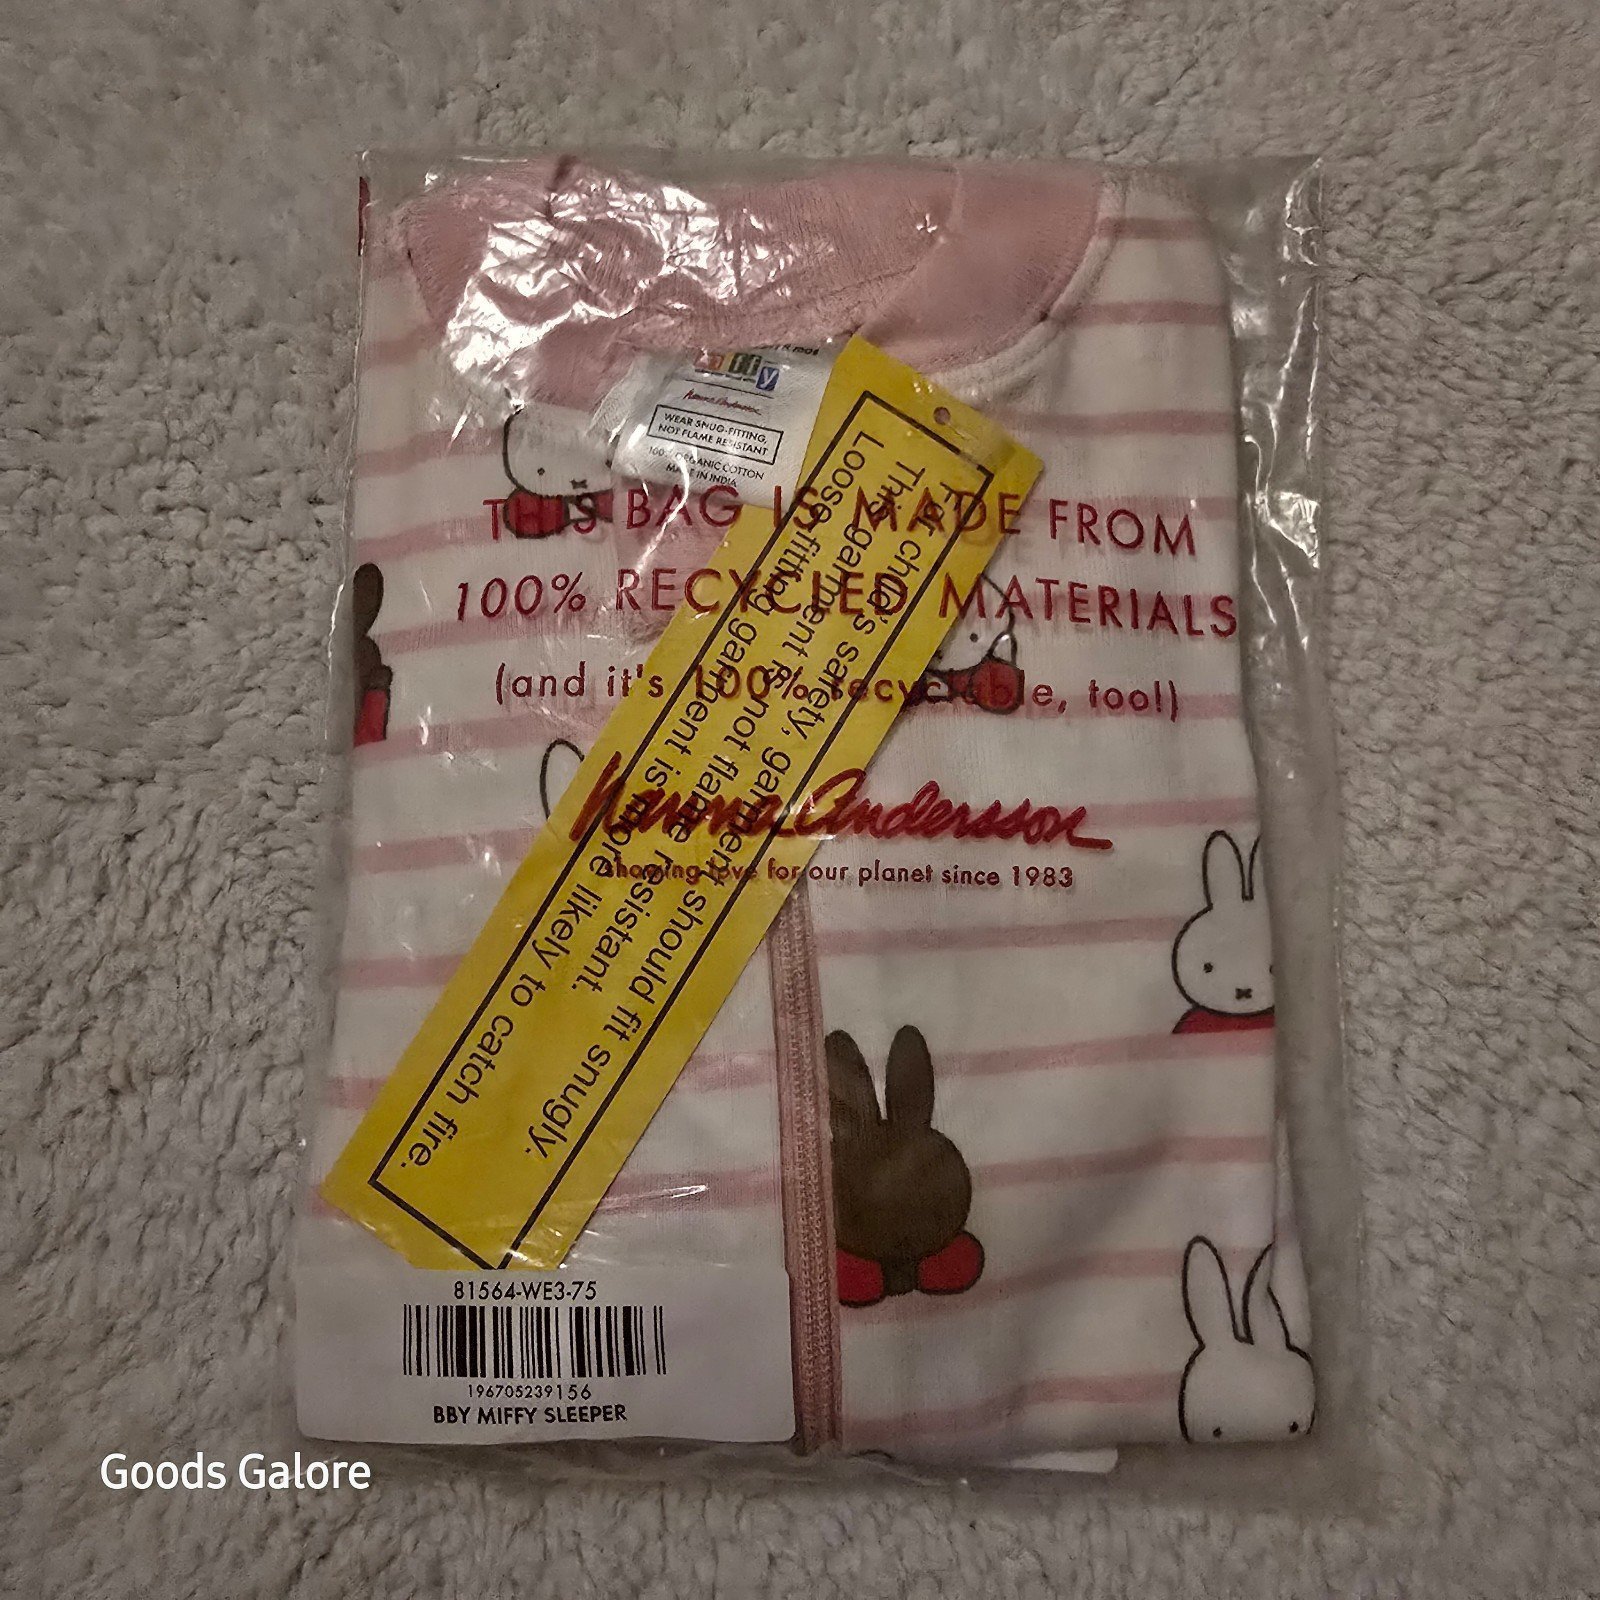 Hanna Andersson
WEAR SNUG-FITTING,
NOT FLAME RESISTANT
100% ORGANIC COTTON
MADE IN INDIA
THIS BAG IS MADE FROM
100% RECYCLED MATERIALS
(and it's 100% recyclable, too!)
Hanna Andersson
showing love for our planet since 1983
For child's safety, garment should fit snugly.
This garment is not flame resistant.
Loose-fitting garment is more likely to catch fire.
81564-WE3-75
196705239156
BBY MIFFY SLEEPER
Goods Galore